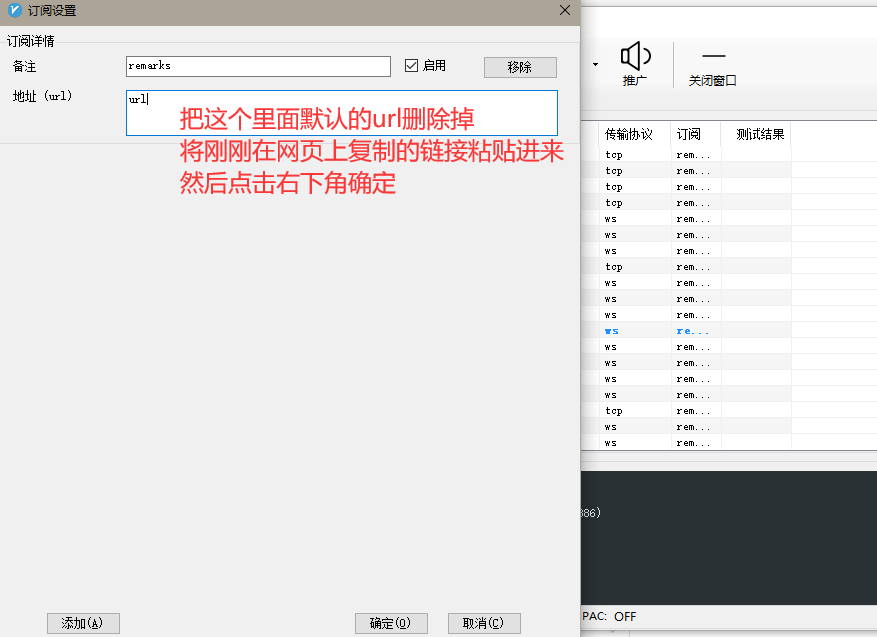 订阅设置
订阅详情
备注
remarks
启用
移除
地址（url）
url
把这个里面默认的url删除掉
将刚刚在网页上复制的链接粘贴进来
然后点击右下角确定
添加(A)
确定(O)
取消(C)
推广
关闭窗口
传输协议 订阅 测试结果
tcp rem...
tcp rem...
tcp rem...
tcp rem...
ws rem...
ws rem...
ws rem...
tcp rem...
ws rem...
ws rem...
ws rem...
ws re...
ws rem...
ws rem...
ws rem...
ws rem...
tcp rem...
ws rem...
ws rem...
PAC: OFF